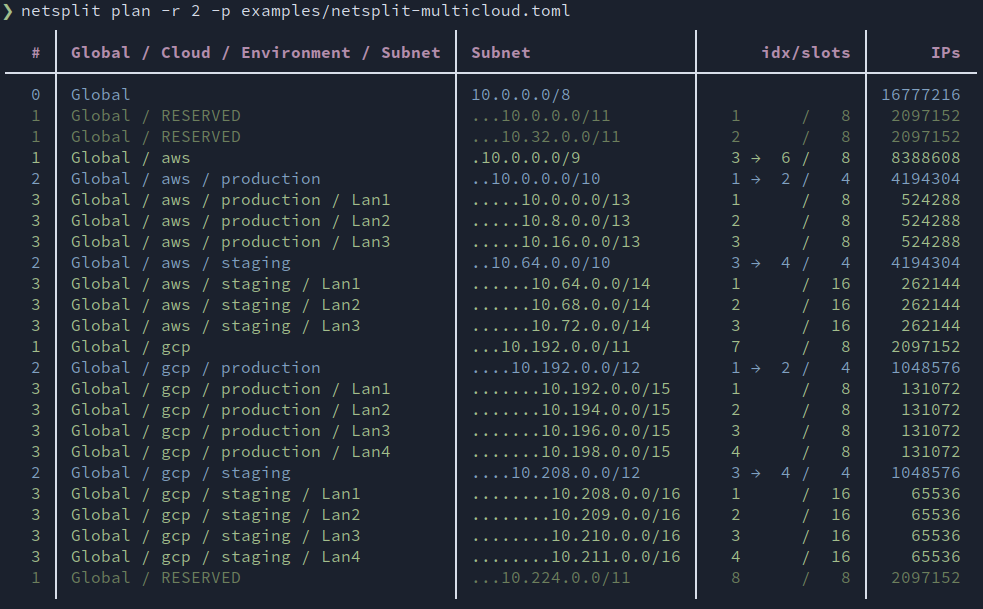 ❯ netsplit plan -r 2 -p examples/netsplit-multicloud.toml
# Global / Cloud / Environment / Subnet Subnet idx/slots IPs
0 Global 10.0.0.0/8 16777216
1 Global / RESERVED ...10.0.0.0/11 1 / 8 2097152
1 Global / RESERVED ...10.32.0.0/11 2 / 8 2097152
1 Global / aws .10.0.0.0/9 3 → 6 / 8 8388608
2 Global / aws / production ..10.0.0.0/10 1 → 2 / 4 4194304
3 Global / aws / production / Lan1 .....10.0.0.0/13 1 / 8 524288
3 Global / aws / production / Lan2 .....10.8.0.0/13 2 / 8 524288
3 Global / aws / production / Lan3 .....10.16.0.0/13 3 / 8 524288
2 Global / aws / staging ..10.64.0.0/10 3 → 4 / 4 4194304
3 Global / aws / staging / Lan1 ......10.64.0.0/14 1 / 16 262144
3 Global / aws / staging / Lan2 ......10.68.0.0/14 2 / 16 262144
3 Global / aws / staging / Lan3 ......10.72.0.0/14 3 / 16 262144
1 Global / gcp ...10.192.0.0/11 7 / 8 2097152
2 Global / gcp / production ....10.192.0.0/12 1 → 2 / 4 1048576
3 Global / gcp / production / Lan1 .......10.192.0.0/15 1 / 8 131072
3 Global / gcp / production / Lan2 .......10.194.0.0/15 2 / 8 131072
3 Global / gcp / production / Lan3 .......10.196.0.0/15 3 / 8 131072
3 Global / gcp / production / Lan4 .......10.198.0.0/15 4 / 8 131072
2 Global / gcp / staging ....10.208.0.0/12 3 → 4 / 4 1048576
3 Global / gcp / staging / Lan1 ........10.208.0.0/16 1 / 16 65536
3 Global / gcp / staging / Lan2 ........10.209.0.0/16 2 / 16 65536
3 Global / gcp / staging / Lan3 ........10.210.0.0/16 3 / 16 65536
3 Global / gcp / staging / Lan4 ........10.211.0.0/16 4 / 16 65536
1 Global / RESERVED ...10.224.0.0/11 8 / 8 2097152